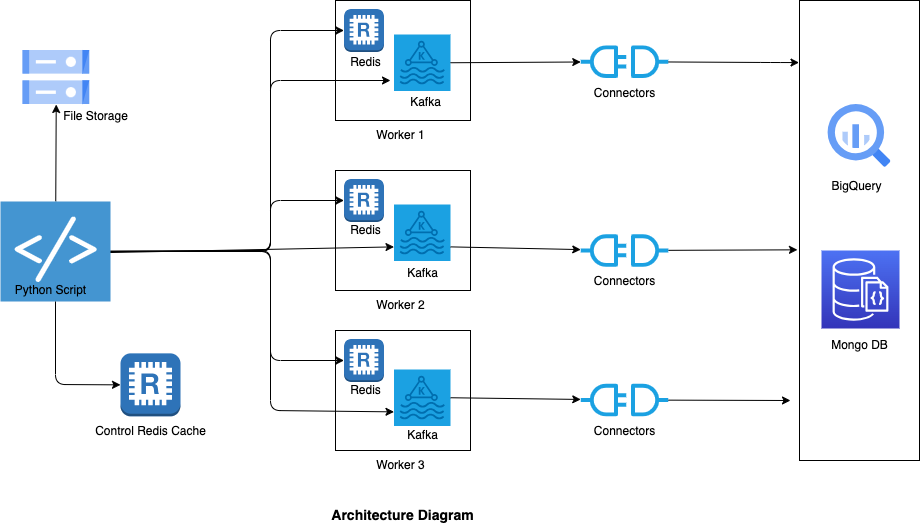 R
Redis
K
Kafka
Connectors
Worker 1
File Storage
BigQuery
R
Redis
K
Kafka
Connectors
Worker 2
</>
Python Script
R
Redis
K
Kafka
Connectors
Worker 3
{}
Mongo DB
R
Control Redis Cache
Architecture Diagram